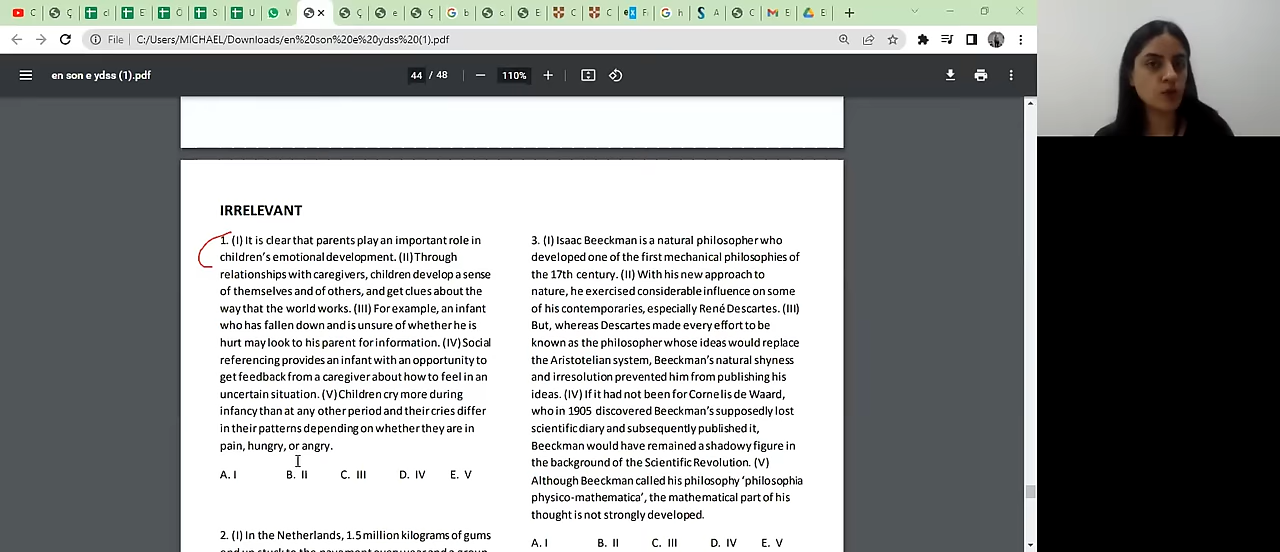 File
C:/Users/MICHAEL/Downloads/en%20son%20e%20ydss%20(1).pdf
en son e ydss (1).pdf
44 / 48
110%
IRRELEVANT
1. (I) It is clear that parents play an important role in
children's emotional development. (II) Through
relationships with caregivers, children develop a sense
of themselves and of others, and get clues about the
way that the world works. (III) For example, an infant
who has fallen down and is unsure of whether he is
hurt may look to his parent for information. (IV) Social
referencing provides an infant with an opportunity to
get feedback from a caregiver about how to feel in an
uncertain situation. (V) Children cry more during
infancy than at any other period and their cries differ
in their patterns depending on whether they are in
pain, hungry, or angry.
A. I B. II C. III D. IV E. V
2. (I) In the Netherlands, 1.5 million kilograms of gums
3. (I) Isaac Beeckman is a natural philosopher who
developed one of the first mechanical philosophies of
the 17th century. (II) With his new approach to
nature, he exercised considerable influence on some
of his contemporaries, especially René Descartes. (III)
But, whereas Descartes made every effort to be
known as the philosopher whose ideas would replace
the Aristotelian system, Beeckman's natural shyness
and irresolution prevented him from publishing his
ideas. (IV) If it had not been for Cornelis de Waard,
who in 1905 discovered Beeckman's supposedly lost
scientific diary and subsequently published it,
Beeckman would have remained a shadowy figure in
the background of the Scientific Revolution. (V)
Although Beeckman called his philosophy 'philosophia
physico-mathematica', the mathematical part of his
thought is not strongly developed.
A. I B. II C. III D. IV E. V